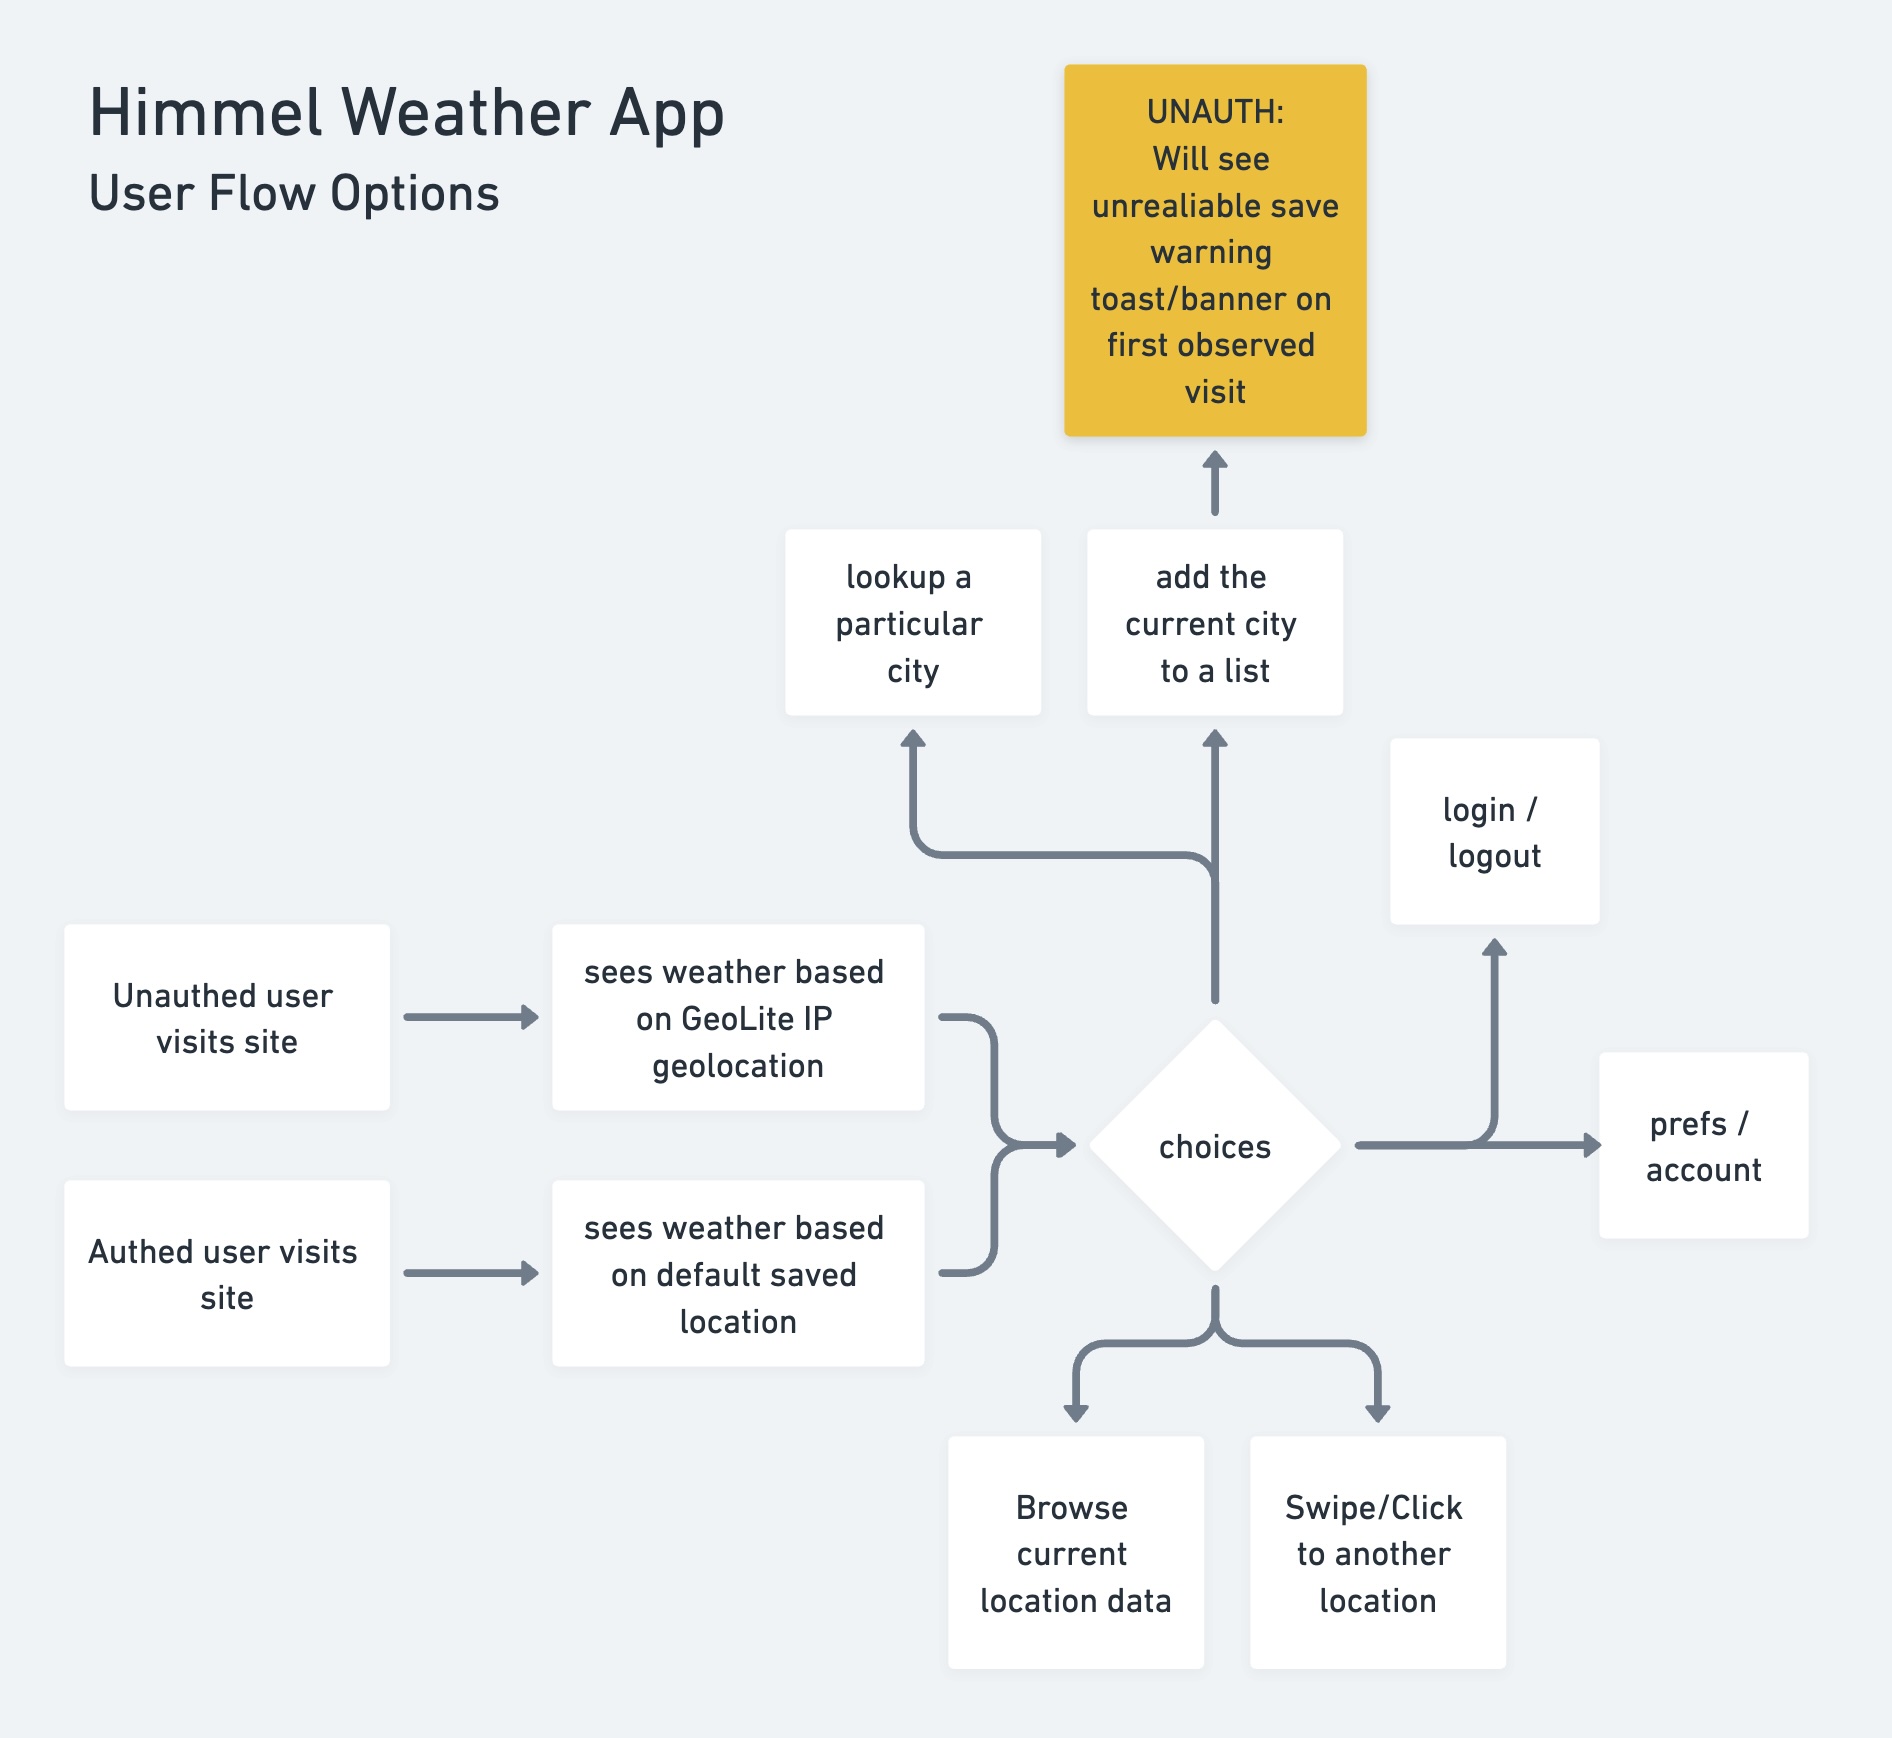 Himmel Weather App
User Flow Options
UNAUTH:
Will see
unrealiable save
warning
toast/banner on
first observed
visit
lookup a
particular
city
add the
current city
to a list
login /
logout
Unauthed user
visits site
sees weather based
on GeoLite IP
geolocation
choices
prefs /
account
Authed user visits
site
sees weather based
on default saved
location
Browse
current
location data
Swipe/Click
to another
location